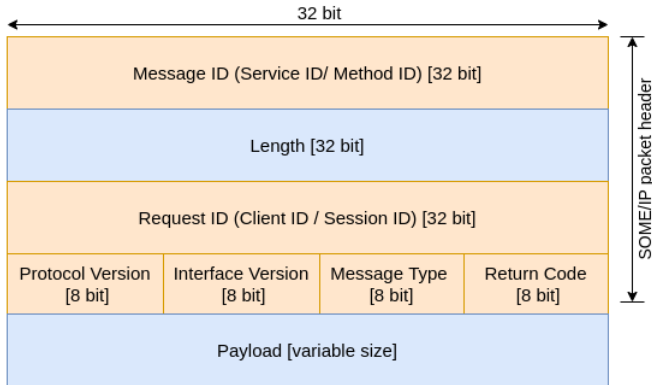 32 bit
Message ID (Service ID/ Method ID) [32 bit]
Length [32 bit]
Request ID (Client ID / Session ID) [32 bit]
Protocol Version
[8 bit]
Interface Version
[8 bit]
Message Type
[8 bit]
Return Code
[8 bit]
Payload [variable size]
SOME/IP packet header